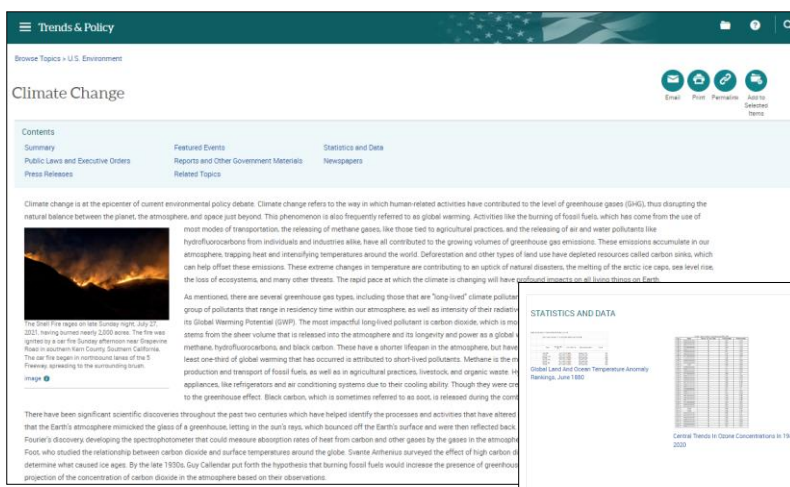 Trends & Policy
Browse Topics > U.S. Environment
Climate Change
Email
Print
Permalink
Add to
Selected
Items
Contents
Summary
Featured Events
Statistics and Data
Public Laws and Executive Orders
Reports and Other Government Materials
Newspapers
Press Releases
Related Topics
Climate change is at the epicenter of current environmental policy debate. Climate change refers to the way in which human-related activities have contributed to the level of greenhouse gases (GHG), thus disrupting the
natural balance between the planet, the atmosphere, and space just beyond. This phenomenon is also frequently referred to as global warming. Activities like the burning of fossil fuels, which has come from the use of
most modes of transportation, the releasing of methane gases, like those tied to agricultural practices, and the releasing of air and water pollutants like
hydrofluorocarbons from individuals and industries alike, have all contributed to the growing volumes of greenhouse gas emissions. These emissions accumulate in our
atmosphere, trapping heat and intensifying temperatures around the world. Deforestation and other types of land use have depleted resources called carbon sinks, which
can help offset these emissions. These extreme changes in temperature are contributing to an uptick of natural disasters, the melting of the arctic ice caps, sea level rise,
the loss of ecosystems, and many other threats. The rapid pace at which the climate is changing will have profound impacts on all living things on Earth.
The Shell Fire rages on late Sunday night, July 27,
2021, having burned nearly 2,000 acres. The fire was
ignited by a car fire Sunday afternoon near Grapevine
Road in southern Kern County, Southern California.
The car fire began in northbound lanes of the 5
Freeway, spreading to the surrounding brush.
image
As mentioned, there are several greenhouse gas types, including those that are "long-lived" climate pollutan
group of pollutants that range in residency time within our atmosphere, as well as intensity of their radiativ
its Global Warming Potential (GWP). The most impactful long-lived pollutant is carbon dioxide, which is mo
stems from the sheer volume that is released into the atmosphere and its longevity and power as a global w
methane, hydrofluorocarbons, and black carbon. These have a shorter lifespan in the atmosphere, but have
least one-third of global warming that has occurred is attributed to short-lived pollutants. Methane is the m
production and transport of fossil fuels, as well as in agricultural practices, livestock, and organic waste. H
appliances, like refrigerators and air conditioning systems due to their cooling ability. Though they were cre
to the greenhouse effect. Black carbon, which is sometimes referred to as soot, is released during the comb
There have been significant scientific discoveries throughout the past two centuries which have helped identify the processes and activities that have altered
that the Earth's atmosphere mimicked the glass of a greenhouse, letting in the sun's rays, which bounced off the Earth's surface and were then reflected back.
Fourier's discovery, developing the spectrophotometer that could measure absorption rates of heat from carbon and other gases by the gases in the atmosphe
Foot, who studied the relationship between carbon dioxide and surface temperatures around the globe. Svante Arrhenius surveyed the effect of high carbon di
determine what caused ice ages. By the late 1930s, Guy Callendar put forth the hypothesis that burning fossil fuels would increase the presence of greenhous
projection of the concentration of carbon dioxide in the atmosphere based on their observations.
STATISTICS AND DATA
Global Land And Ocean Temperature Anomaly
Rankings, June 1880
Central Trends In Ozone Concentrations In 19
2020